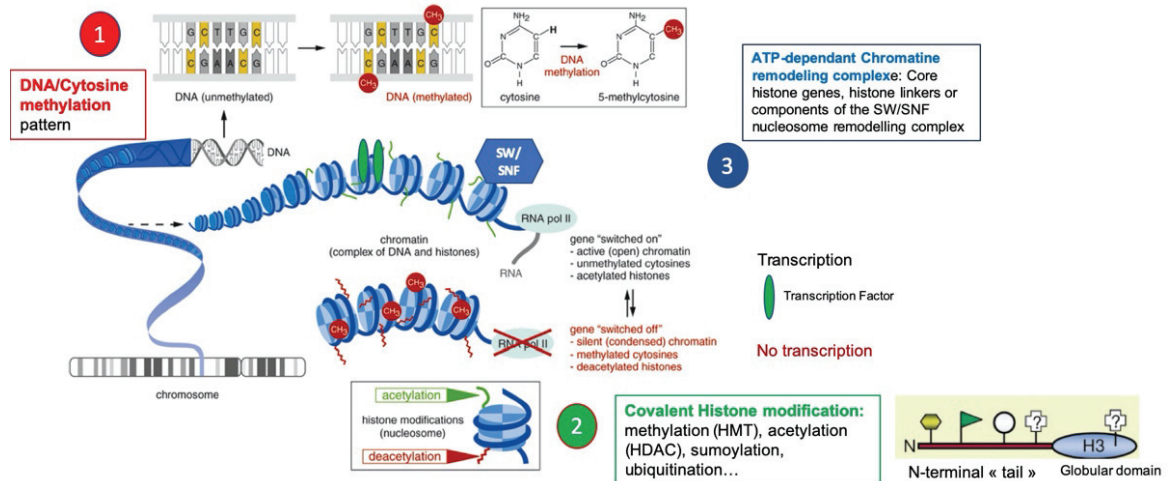 1
DNA/Cytosine
methylation
pattern
G C T T G C
C G A A C G
DNA (unmethylated)
CH3
G C T T G C
C G A A C G
CH3
DNA (methylated)
NH2
H
N
O
N
H
cytosine
DNA
methylation
NH2
CH3
N
O
N
H
5-methylcytosine
ATP-dependant Chromatine
remodeling complexe: Core
histone genes, histone linkers or
components of the SW/SNF
nucleosome remodelling complex
3
DNA
SW/
SNF
RNA pol II
RNA
chromatin
(complex of DNA and histones)
gene "switched on"
- active (open) chromatin
- unmethylated cytosines
- acetylated histones
Transcription
Transcription Factor
CH3
CH3
CH3
CH3
RNA pol II
gene "switched off"
- silent (condensed) chromatin
- methylated cytosines
- deacetylated histones
No transcription
chromosome
acetylation
histone modifications
(nucleosome)
deacetylation
2
Covalent Histone modification:
methylation (HMT), acetylation
(HDAC), sumoylation,
ubiquitination…
N
?
?
H3
N-terminal « tail »
Globular domain